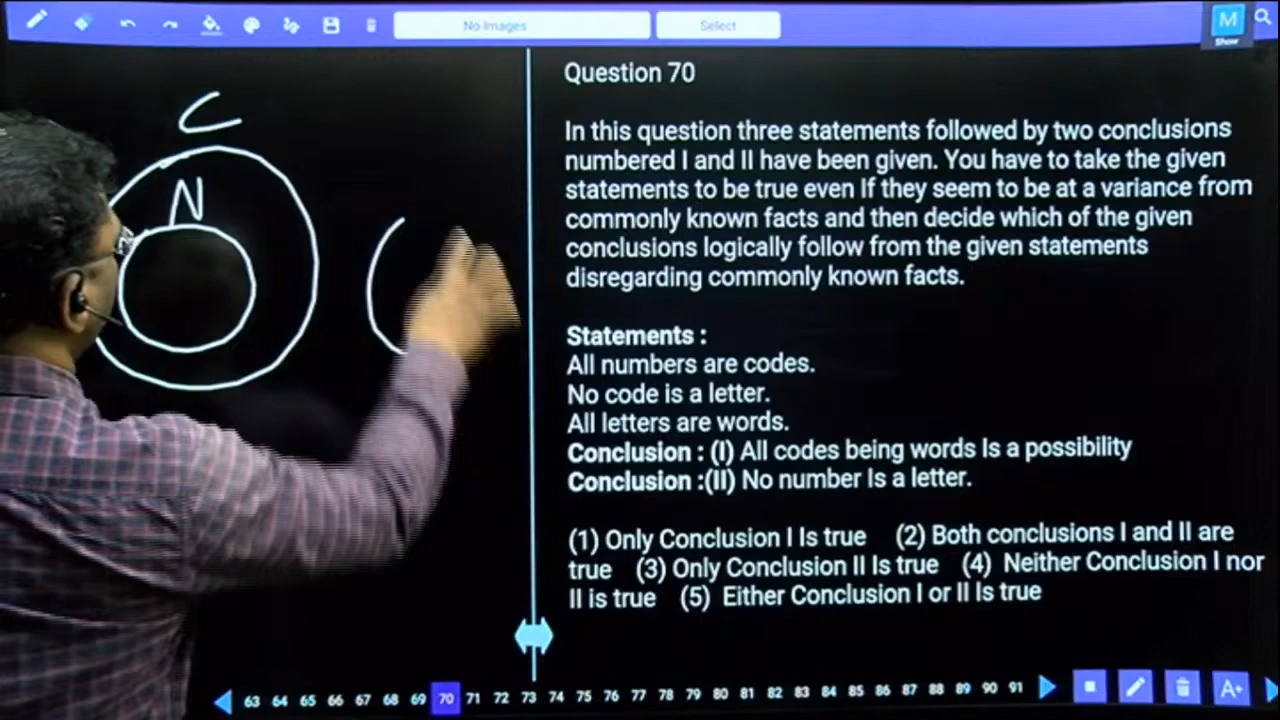 No Images
Select
M
Show
C
N
Question 70
In this question three statements followed by two conclusions
numbered I and II have been given. You have to take the given
statements to be true even If they seem to be at a variance from
commonly known facts and then decide which of the given
conclusions logically follow from the given statements
disregarding commonly known facts.
Statements :
All numbers are codes.
No code is a letter.
All letters are words.
Conclusion : (I) All codes being words Is a possibility
Conclusion :(II) No number Is a letter.
(1) Only Conclusion I Is true (2) Both conclusions I and II are
true (3) Only Conclusion II Is true (4) Neither Conclusion I nor
II is true (5) Either Conclusion I or II Is true
63 64 65 66 67 68 69 70 71 72 73 74 75 76 77 78 79 80 81 82 83 84 85 86 87 88 89 90 91
A+